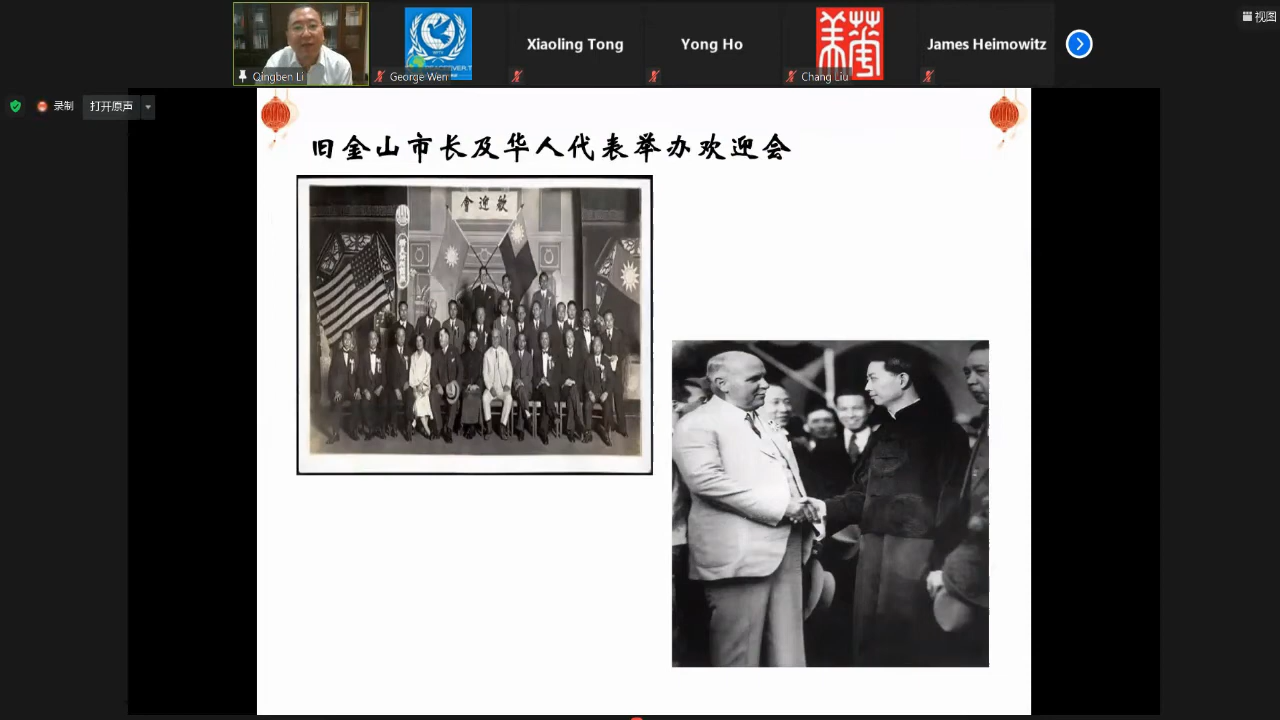 Qingben Li
George Wen
Xiaoling Tong
Yong Ho
Chang Liu
James Heimowitz
视图
录制
打开原声
旧金山市长及华人代表举办欢迎会
會迎歡